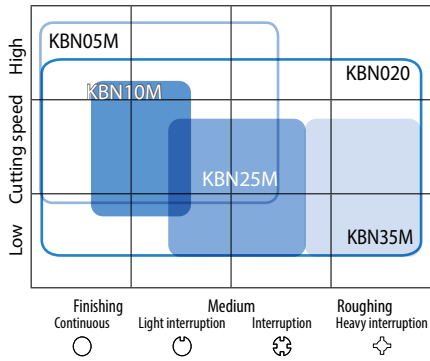 High
Cutting speed
Low
KBN05M
KBN020
KBN10M
KBN25M
KBN35M
Finishing Medium Roughing
Continuous Light interruption Interruption Heavy interruption